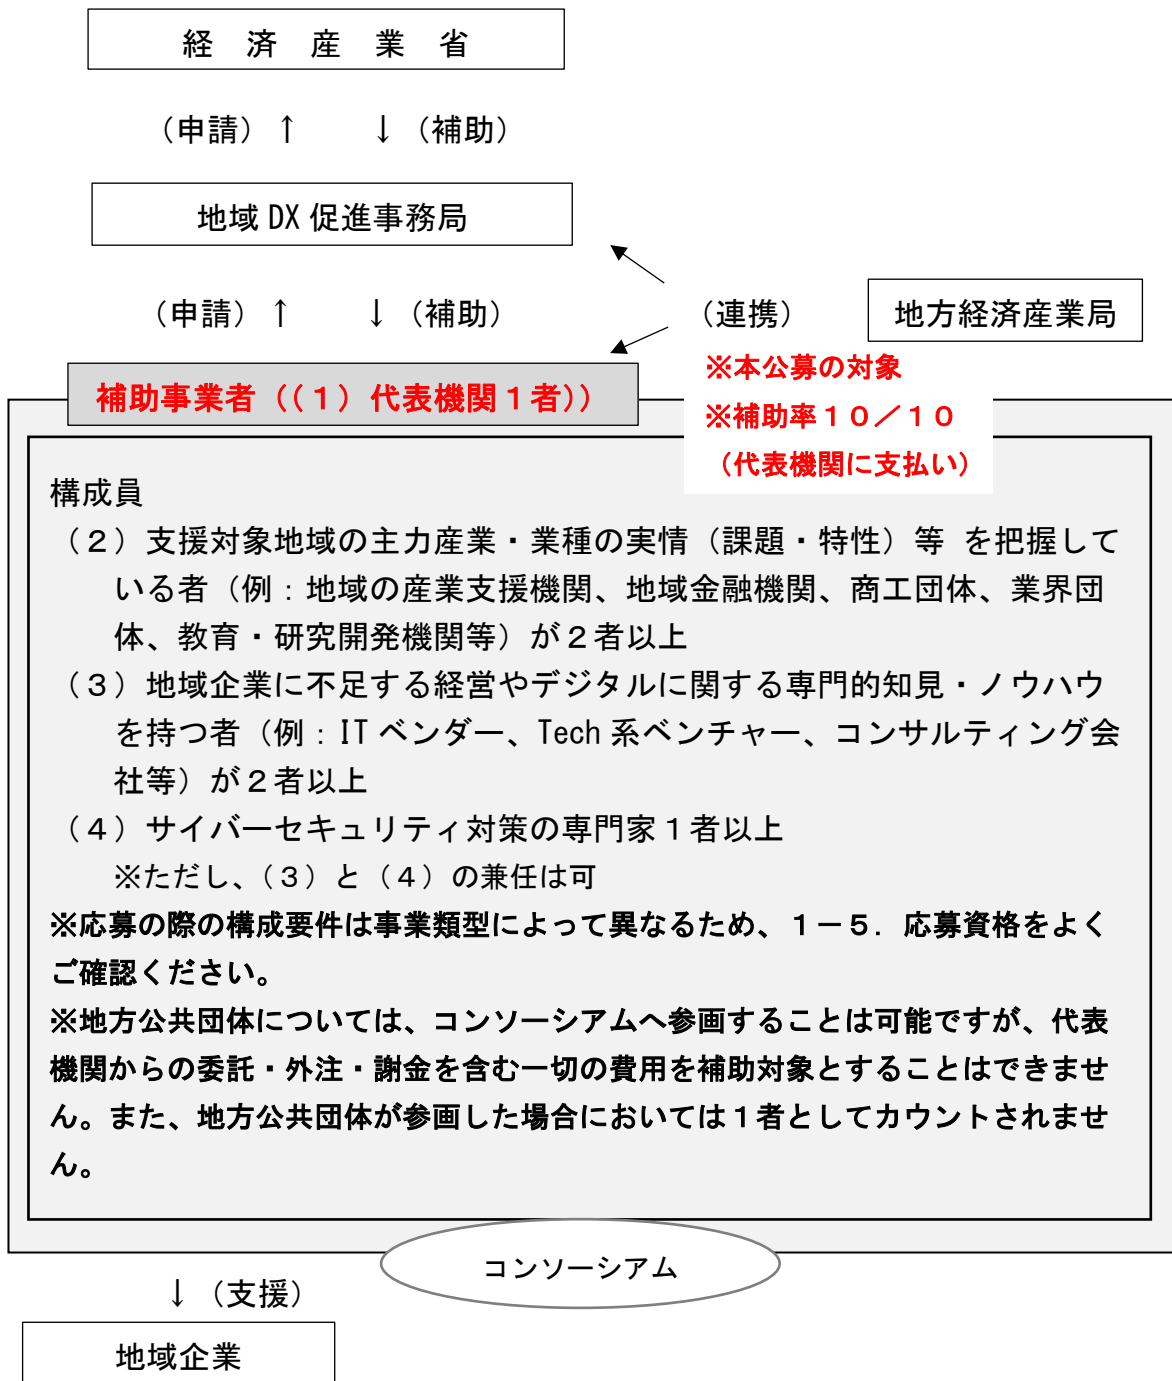 経　済　産　業　省
（申請）↑　　↓（補助）
地域 DX 促進事務局
（申請）↑　　↓（補助）
（連携）
地方経済産業局
補助事業者（(１）代表機関１者)）
※本公募の対象
※補助率１０／１０
（代表機関に支払い）
構成員
（２）支援対象地域の主力産業・業種の実情（課題・特性）等 を把握して
いる者（例：地域の産業支援機関、地域金融機関、商工団体、業界団
体、教育・研究開発機関等）が２者以上
（３）地域企業に不足する経営やデジタルに関する専門的知見・ノウハウ
を持つ者（例：IT ベンダー、Tech 系ベンチャー、コンサルティング会
社等）が２者以上
（４）サイバーセキュリティ対策の専門家１者以上
※ただし、（３）と（４）の兼任は可
※応募の際の構成要件は事業類型によって異なるため、１－５．応募資格をよく
ご確認ください。
※地方公共団体については、コンソーシアムへ参画することは可能ですが、代表
機関からの委託・外注・謝金を含む一切の費用を補助対象とすることはできませ
ん。また、地方公共団体が参画した場合においては１者としてカウントされませ
ん。
コンソーシアム
↓（支援）
地域企業